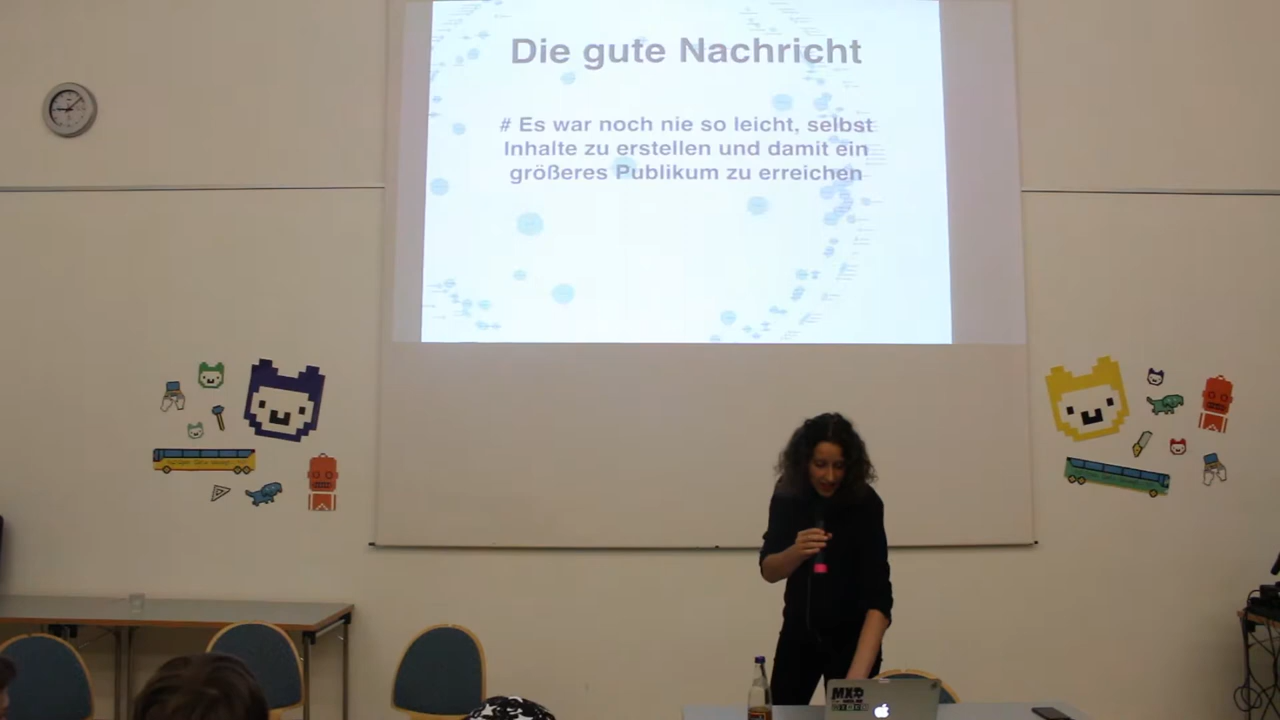 Die gute Nachricht
# Es war noch nie so leicht, selbst
Inhalte zu erstellen und damit ein
größeres Publikum zu erreichen